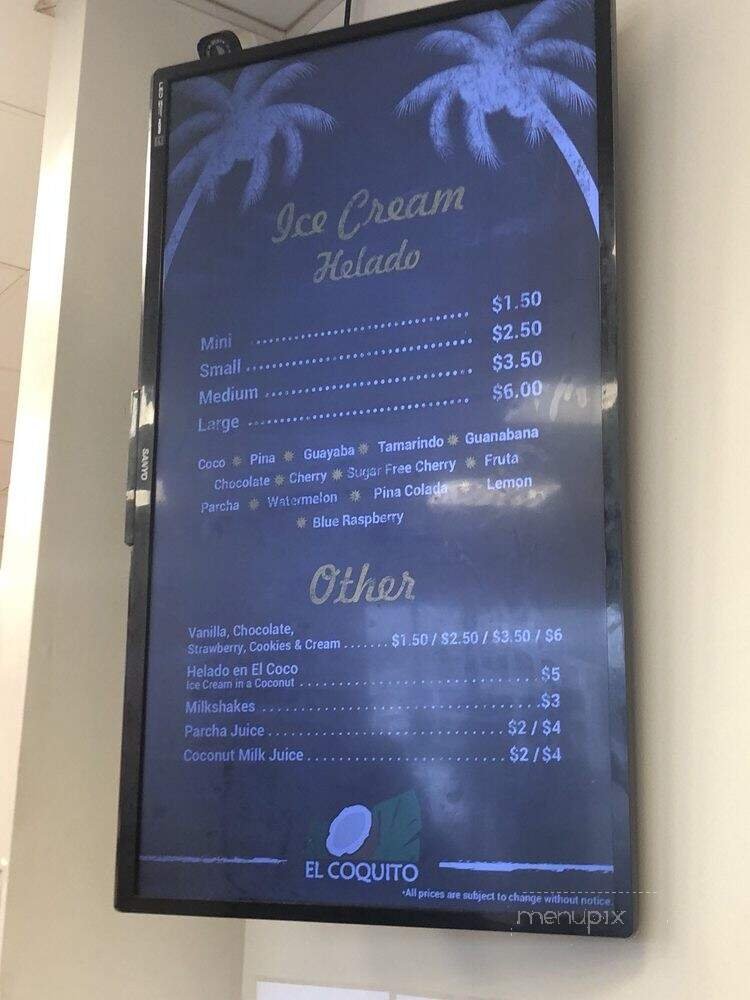 Ice Cream
Helado
Mini $1.50
Small $2.50
Medium $3.50
Large $6.00
Coco Pina Guayaba Tamarindo Guanabana
Chocolate Cherry Sugar Free Cherry Fruta
Parcha Watermelon Pina Colada Lemon
Blue Raspberry
Other
Vanilla, Chocolate,
Strawberry, Cookies & Cream ....... $1.50 / $2.50 / $3.50 / $6
Helado en El Coco
Ice Cream in a Coconut $5
Milkshakes $3
Parcha Juice $2 / $4
Coconut Milk Juice $2 / $4
EL COQUITO
*All prices are subject to change without notice.
menupix
SANYO
LED